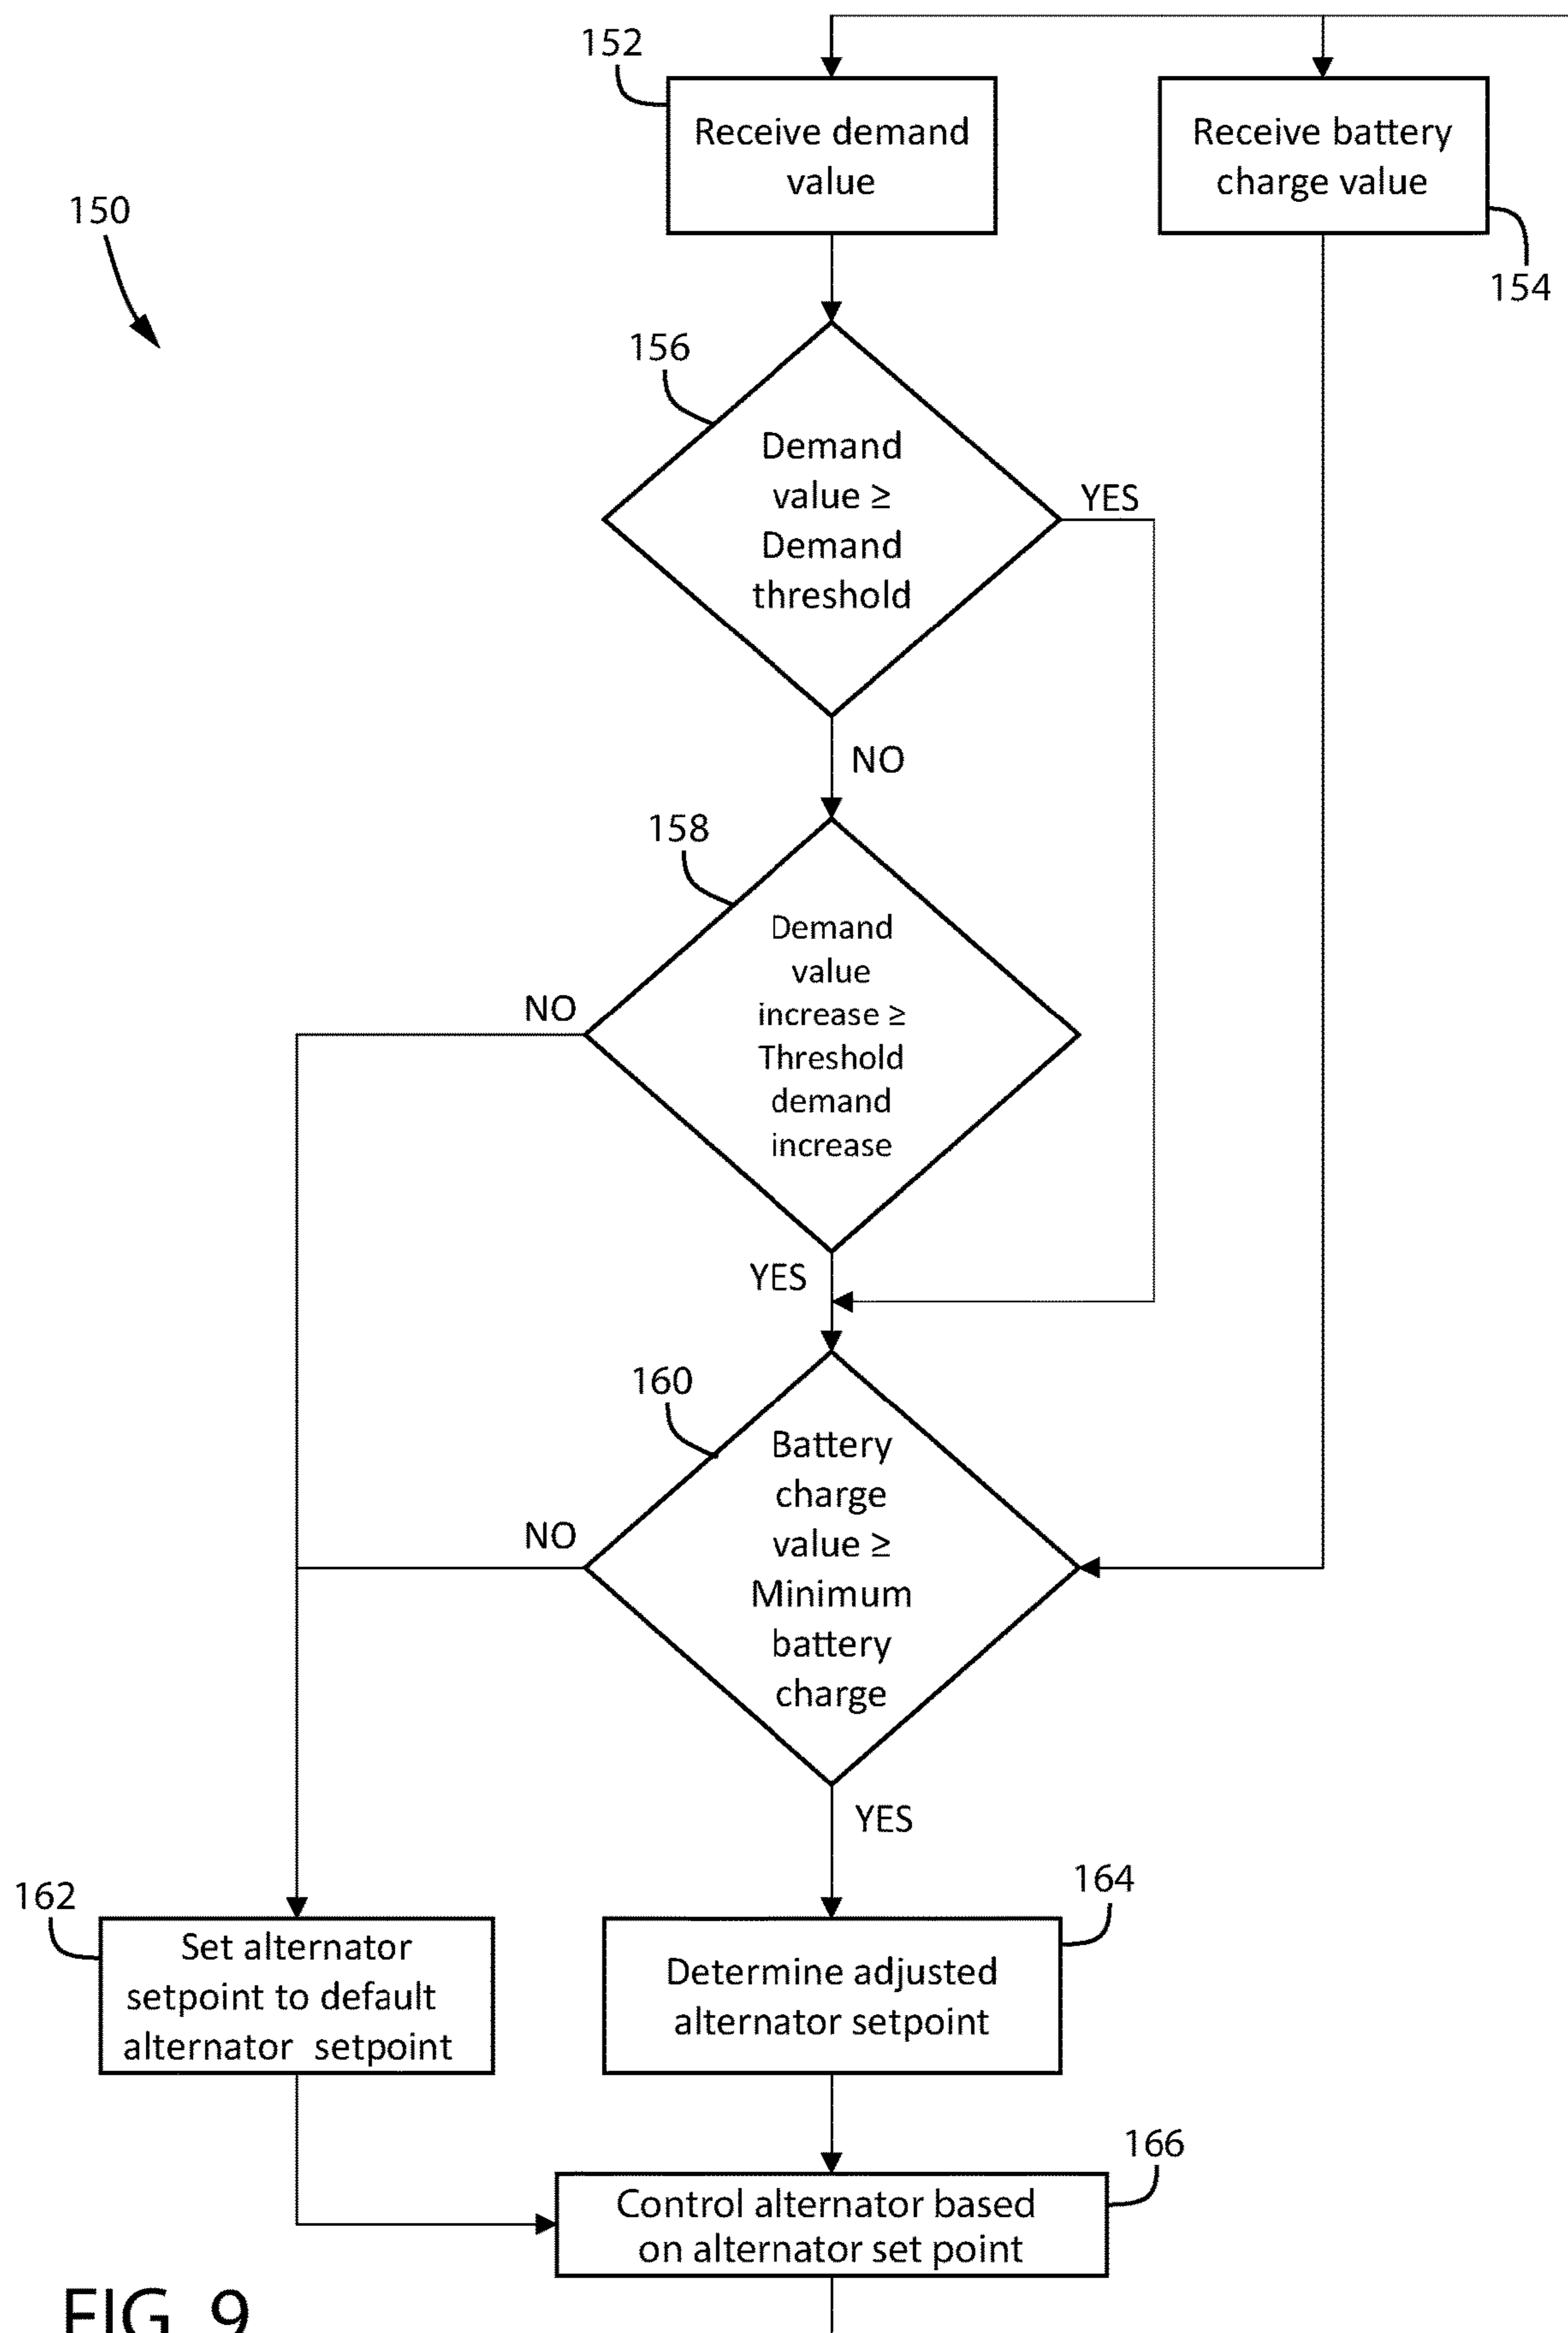 152
Receive demand
value
Receive battery
charge value
154
150
156
Demand
value ≥
Demand
threshold
YES
NO
158
Demand
value
increase ≥
Threshold
demand
increase
NO
YES
160
Battery
charge
value ≥
Minimum
battery
charge
NO
YES
162
Set alternator
setpoint to default
alternator setpoint
164
Determine adjusted
alternator setpoint
166
Control alternator based
on alternator set point
FIG. 9